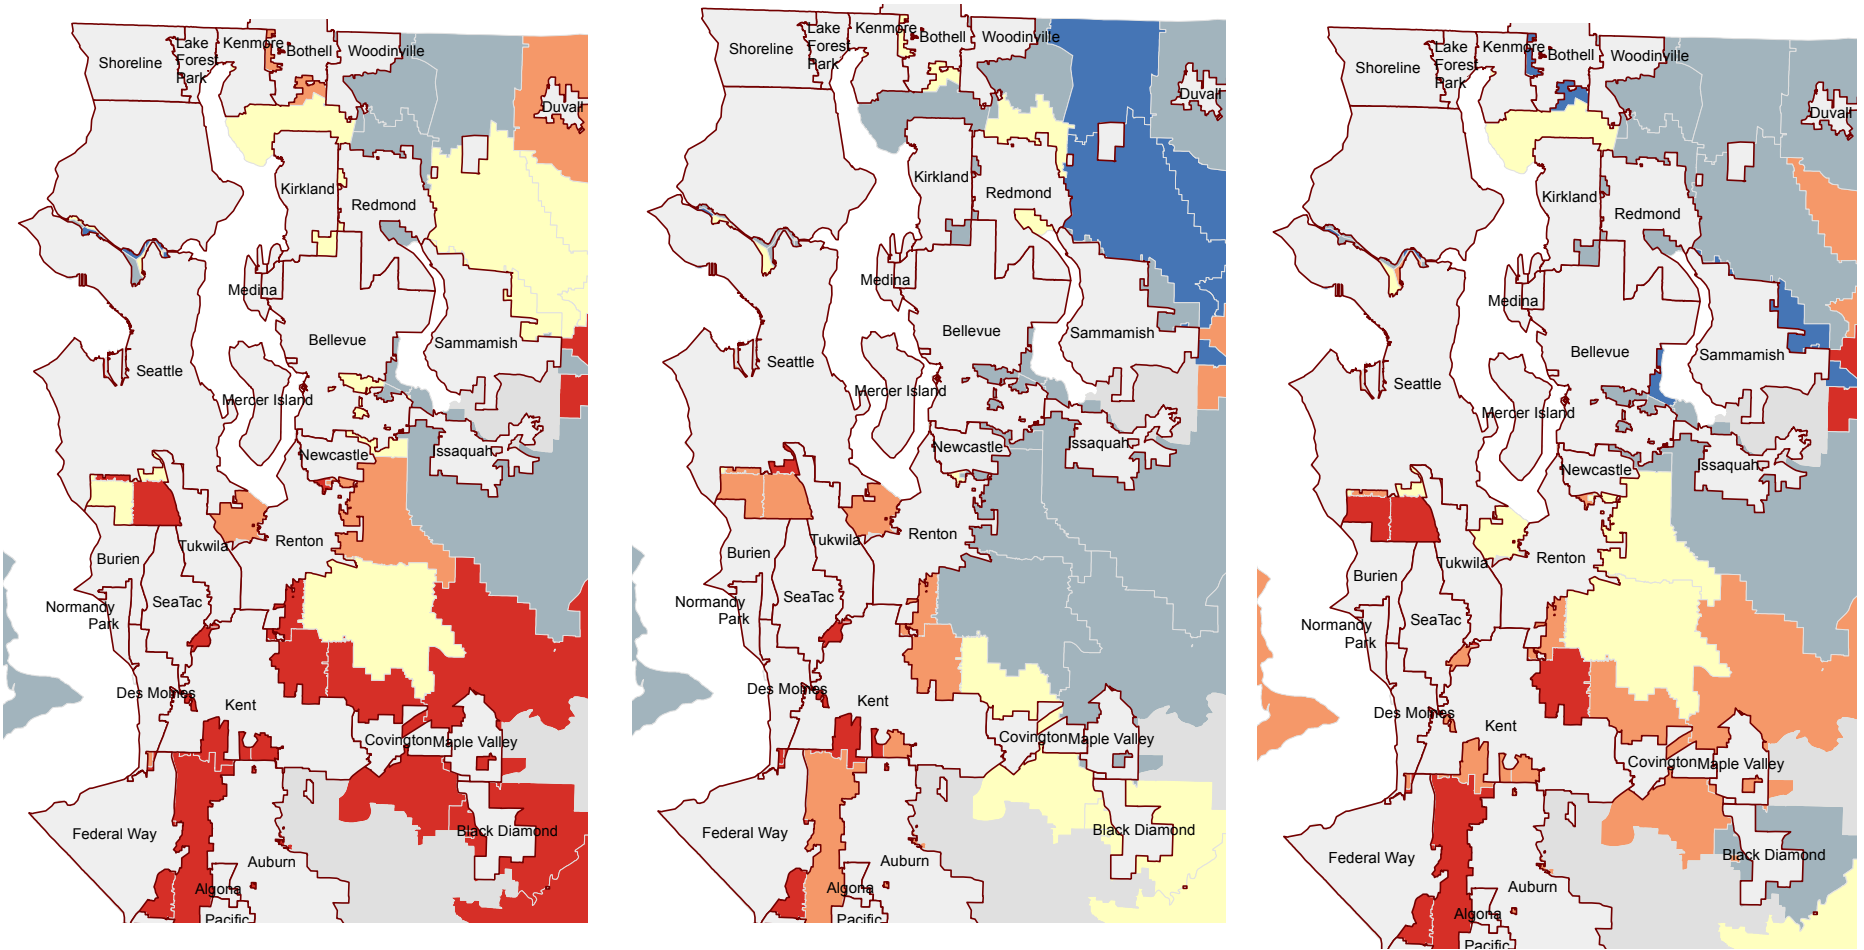 Shoreline
Lake
Forest
Park
Kenmore
Bothell
Woodinville
Duvall
Kirkland
Redmond
Medina
Bellevue
Sammamish
Seattle
Mercer Island
Newcastle
Issaquah
Burien
Tukwila
Renton
SeaTac
Normandy
Park
Des Moines
Kent
Covington
Maple Valley
Federal Way
Black Diamond
Auburn
Algona
Pacific
Shoreline
Lake
Forest
Park
Kenmore
Bothell
Woodinville
Duvall
Kirkland
Redmond
Medina
Bellevue
Sammamish
Seattle
Mercer Island
Newcastle
Issaquah
Burien
Tukwila
Renton
SeaTac
Normandy
Park
Des Moines
Kent
Covington
Maple Valley
Federal Way
Black Diamond
Auburn
Algona
Pacific
Shoreline
Lake
Forest
Park
Kenmore
Bothell
Woodinville
Duvall
Kirkland
Redmond
Medina
Bellevue
Sammamish
Seattle
Mercer Island
Newcastle
Issaquah
Burien
Tukwila
Renton
SeaTac
Normandy
Park
Des Moines
Kent
Covington
Maple Valley
Federal Way
Black Diamond
Auburn
Algona
Pacific